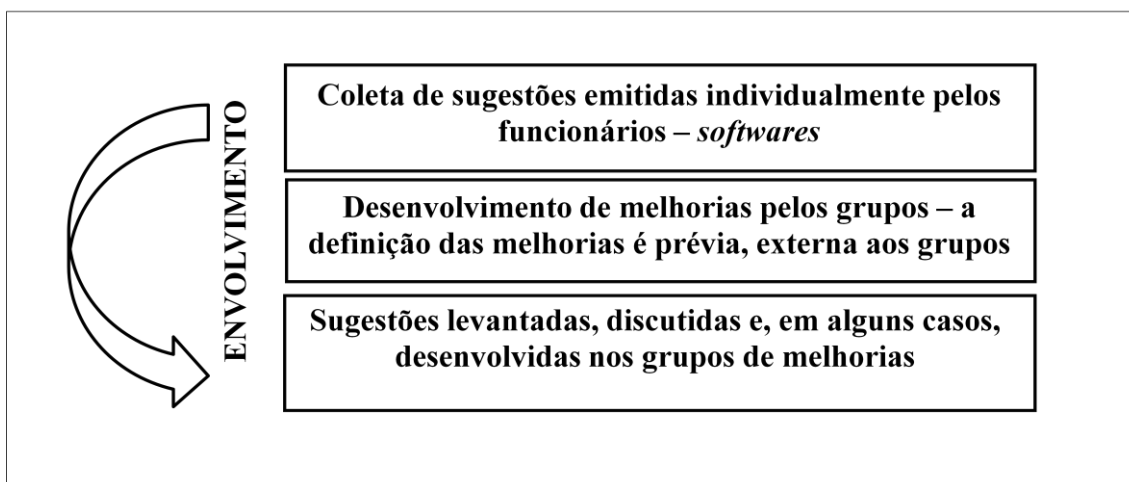 ENVOLVIMENTO
Coleta de sugestões emitidas individualmente pelos
funcionários – softwares
Desenvolvimento de melhorias pelos grupos – a
definição das melhorias é prévia, externa aos grupos
Sugestões levantadas, discutidas e, em alguns casos,
desenvolvidas nos grupos de melhorias